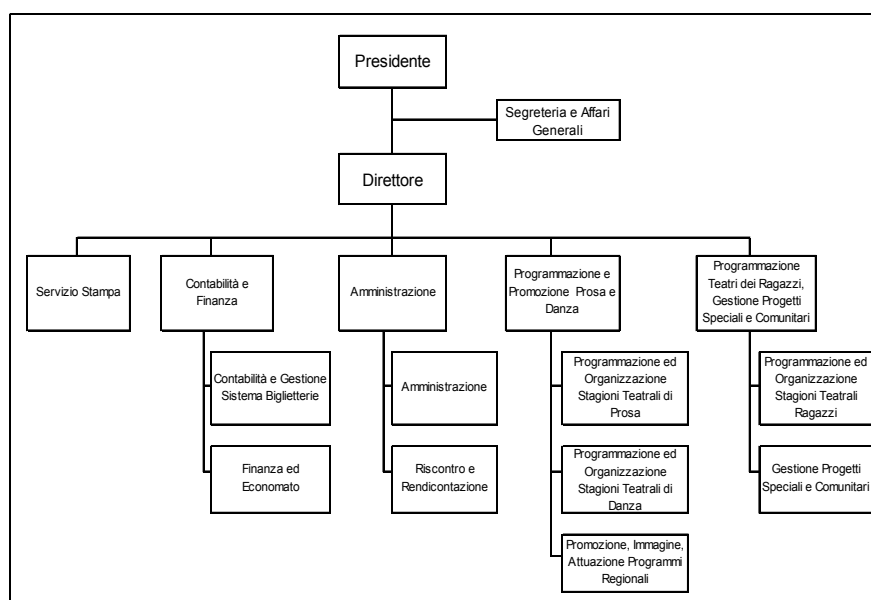 Presidente
Segreteria e Affari
Generali
Direttore
Servizio Stampa
Contabilità e
Finanza
Amministrazione
Programmazione e
Promozione Prosa e
Danza
Programmazione
Teatri dei Ragazzi,
Gestione Progetti
Speciali e Comunitari
Contabilità e Gestione
Sistema Biglietterie
Amministrazione
Programmazione ed
Organizzazione
Stagioni Teatrali di
Prosa
Programmazione ed
Organizzazione
Stagioni Teatrali
Ragazzi
Finanza ed
Economato
Riscontro e
Rendicontazione
Programmazione ed
Organizzazione
Stagioni Teatrali di
Danza
Gestione Progetti
Speciali e Comunitari
Promozione, Immagine,
Attuazione Programmi
Regionali